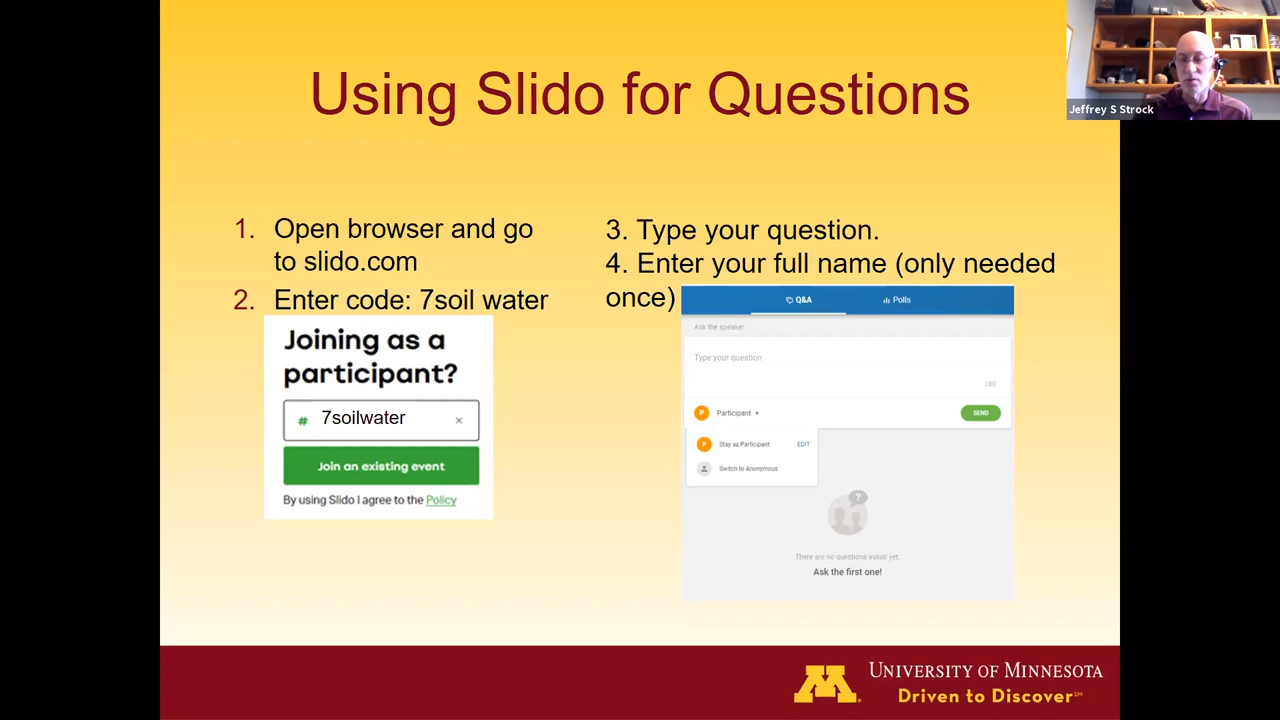 Using Slido for Questions
Jeffrey S Strock
1. Open browser and go
to slido.com
2. Enter code: 7soil water
Joining as a
participant?
# 7soilwater ×
Join an existing event
By using Slido I agree to the Policy
3. Type your question.
4. Enter your full name (only needed
once)
Q&A Polls
Ask the speaker
Type your question
160
P Participant
SEND
P Stay as Participant EDIT
Switch to Anonymous
?
There are no questions asked yet.
Ask the first one!
M UNIVERSITY OF MINNESOTA
Driven to Discover℠